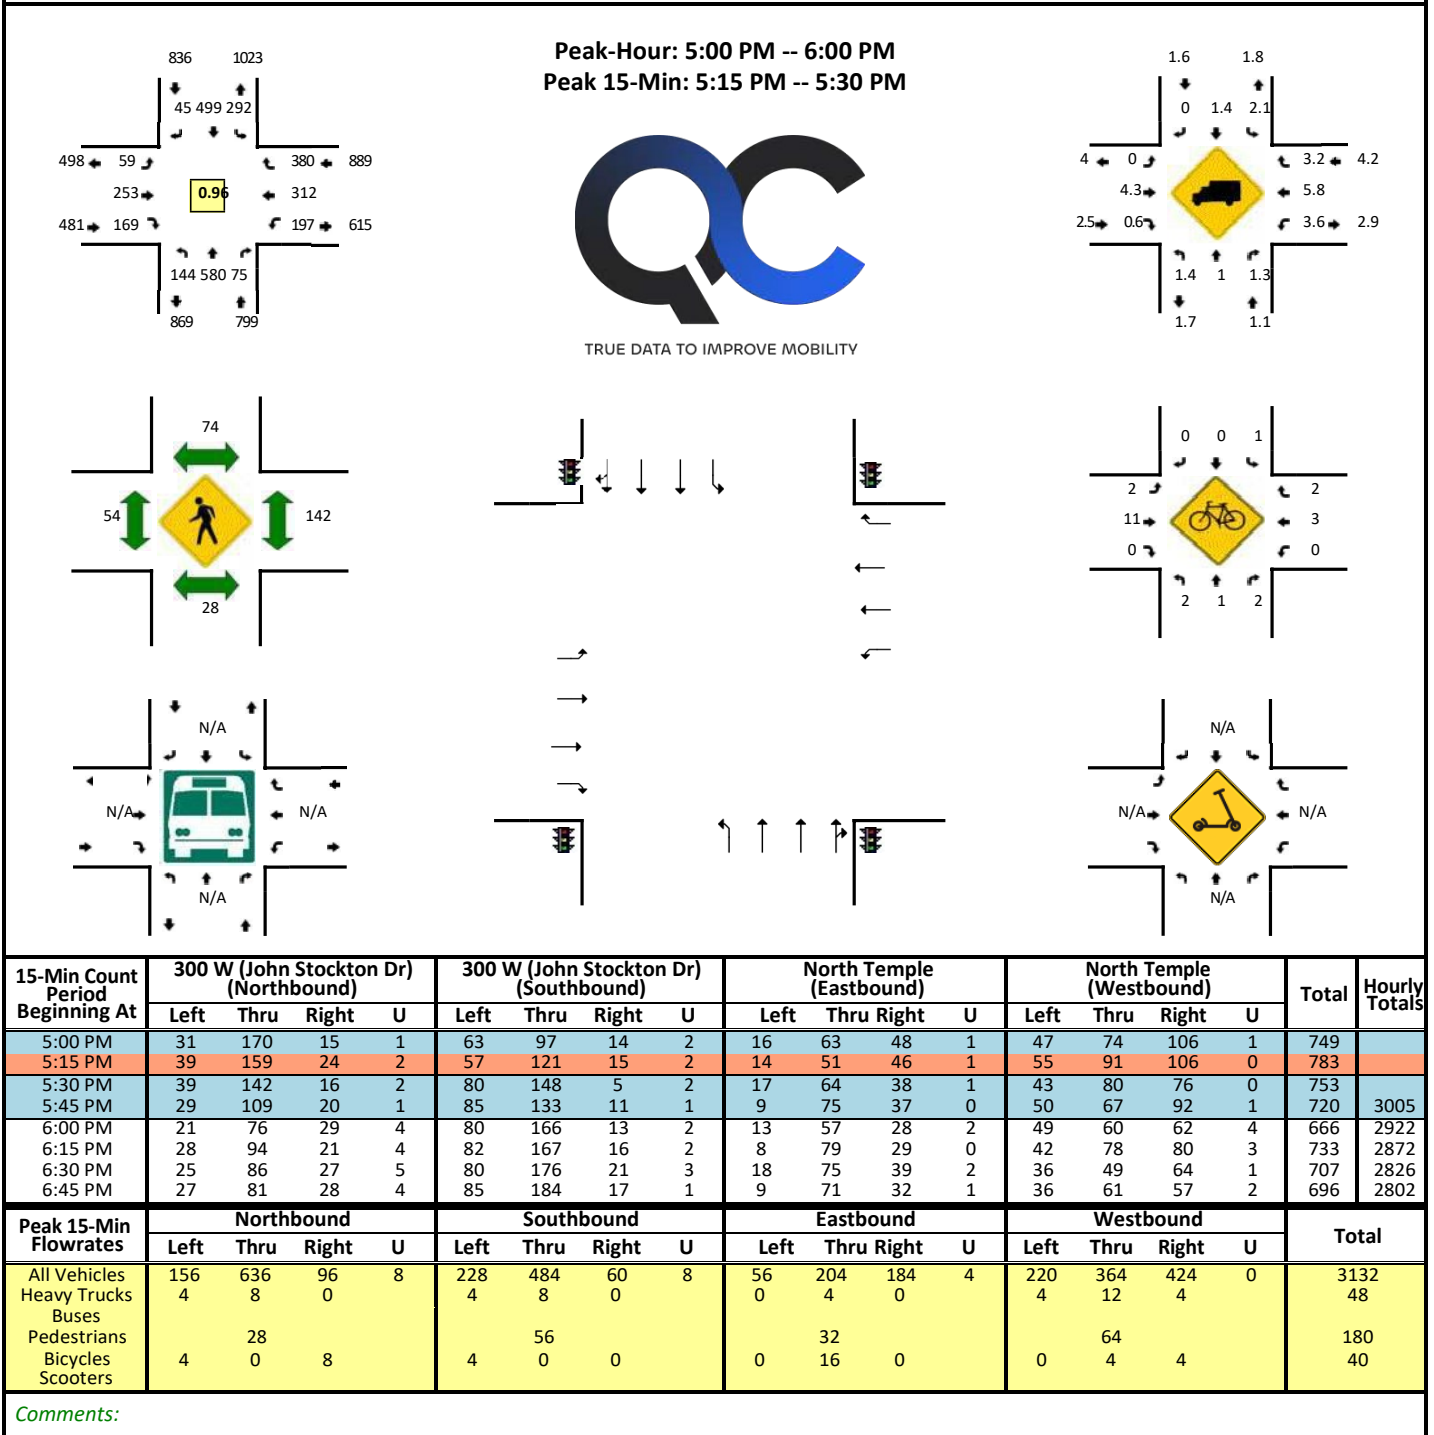 Peak-Hour: 5:00 PM -- 6:00 PM
Peak 15-Min: 5:15 PM -- 5:30 PM
836 1023
45 499 292
498 59 380 889
253 0.96 312
481 169 197 615
144 580 75
869 799
QC
TRUE DATA TO IMPROVE MOBILITY
1.6 1.8
0 1.4 2.1
4 0 3.2 4.2
4.3 5.8
2.5 0.6 3.6 2.9
1.4 1 1.3
1.7 1.1
74
54 142
28
0 0 1
2 2
11 3
0 0
2 1 2
N/A
N/A N/A
N/A
N/A
N/A N/A
N/A
15-Min Count Period Beginning At 300 W (John Stockton Dr) (Northbound) 300 W (John Stockton Dr) (Southbound) North Temple (Eastbound) North Temple (Westbound) Total Hourly Totals
Left Thru Right U Left Thru Right U Left Thru Right U Left Thru Right U
5:00 PM 31 170 15 1 63 97 14 2 16 63 48 1 47 74 106 1 749
5:15 PM 39 159 24 2 57 121 15 2 14 51 46 1 55 91 106 0 783
5:30 PM 39 142 16 2 80 148 5 2 17 64 38 1 43 80 76 0 753
5:45 PM 29 109 20 1 85 133 11 1 9 75 37 0 50 67 92 1 720 3005
6:00 PM 21 76 29 4 80 166 13 2 13 57 28 2 49 60 62 4 666 2922
6:15 PM 28 94 21 4 82 167 16 2 8 79 29 0 42 78 80 3 733 2872
6:30 PM 25 86 27 5 80 176 21 3 18 75 39 2 36 49 64 1 707 2826
6:45 PM 27 81 28 4 85 184 17 1 9 71 32 1 36 61 57 2 696 2802
Peak 15-Min Flowrates Northbound Southbound Eastbound Westbound Total
Left Thru Right U Left Thru Right U Left Thru Right U Left Thru Right U
All Vehicles 156 636 96 8 228 484 60 8 56 204 184 4 220 364 424 0 3132
Heavy Trucks 4 8 0 4 8 0 0 4 0 4 12 4 48
Buses
Pedestrians 28 56 32 64 180
Bicycles 4 0 8 4 0 0 0 16 0 0 4 4 40
Scooters
Comments: